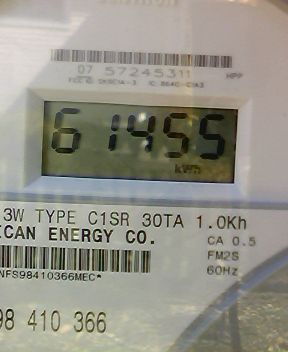 07 57245311 HPP
61455
kWh
3W TYPE C1SR 30TA 1.0Kh
ICAN ENERGY CO.
CA 0.5
FM2S
60Hz
NFS98410366MEC*
98 410 366